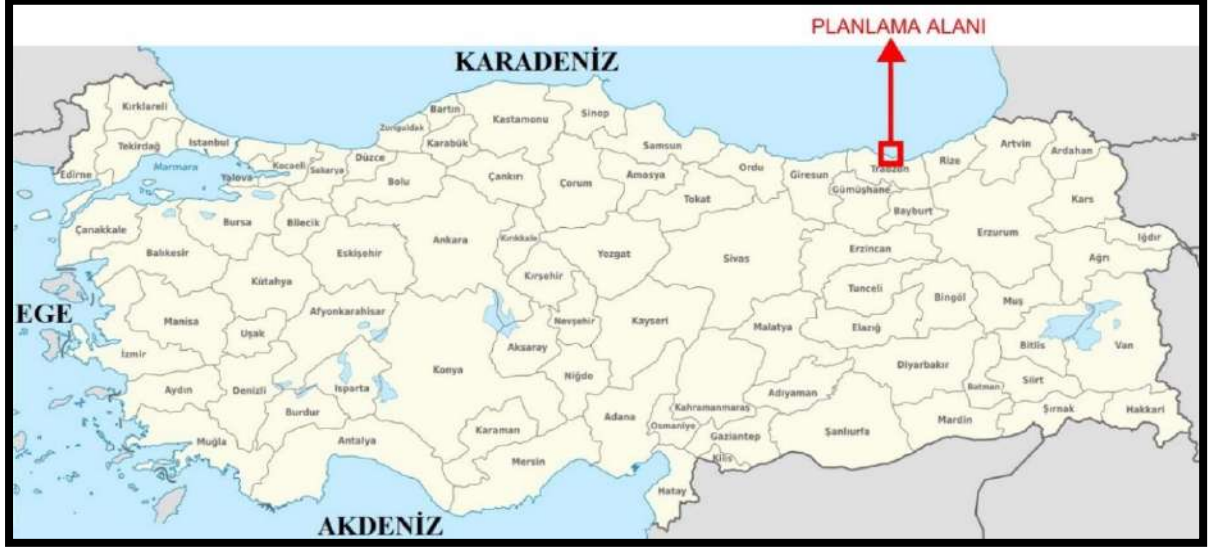 PLANLAMA ALANI
KARADENİZ
Kırklareli
Bartın
Sinop
Kastamonu
Zonguldak
Tekirdağ
İstanbul
Karabük
Samsun
Artvin
Ardahan
Edirne
Marmara
Kocaeli
Sakarya
Düzce
Yalova
Bolu
Çankırı
Çorum
Amasya
Ordu
Giresun
Trabzon
Rize
Tokat
Gümüşhane
Bayburt
Kars
Çanakkale
Bursa
Bilecik
Ankara
Kırıkkale
Yozgat
Sivas
Erzincan
Erzurum
Iğdır
Ağrı
Balıkesir
Eskişehir
Kütahya
Kırşehir
Tunceli
Bingöl
Muş
EGE
Manisa
Uşak
Afyonkarahisar
Nevşehir
Kayseri
Malatya
Elazığ
Bitlis
Van
İzmir
Aksaray
Konya
Niğde
Diyarbakır
Batman
Siirt
Aydın
Denizli
Isparta
Burdur
Adıyaman
Kahramanmaraş
Adana
Osmaniye
Gaziantep
Şanlıurfa
Mardin
Şırnak
Hakkari
Muğla
Antalya
Karaman
Mersin
Kilis
Hatay
AKDENİZ